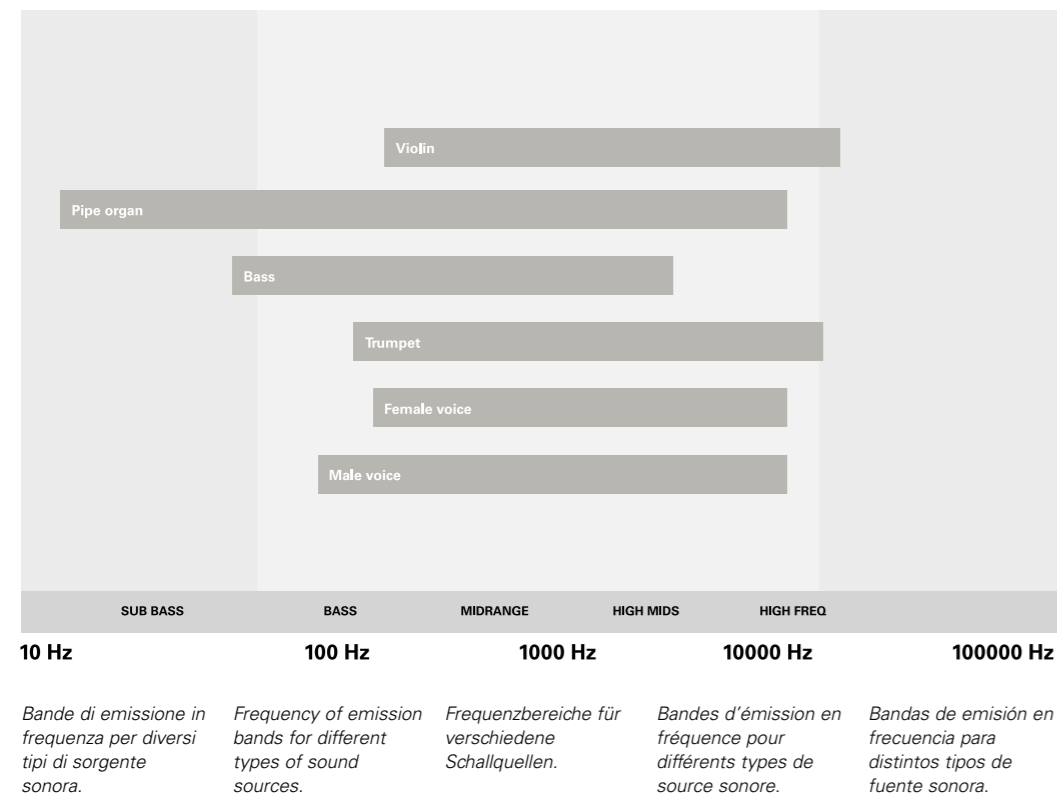 Violin
Pipe organ
Bass
Trumpet
Female voice
Male voice
SUB BASS BASS MIDRANGE HIGH MIDS HIGH FREQ
10 Hz 100 Hz 1000 Hz 10000 Hz 100000 Hz
Bande di emissione in
frequenza per diversi
tipi di sorgente
sonora.
Frequency of emission
bands for different
types of sound
sources.
Frequenzbereiche für
verschiedene
Schallquellen.
Bandes d’émission en
fréquence pour
différents types de
source sonore.
Bandas de emisión en
frecuencia para
distintos tipos de
fuente sonora.